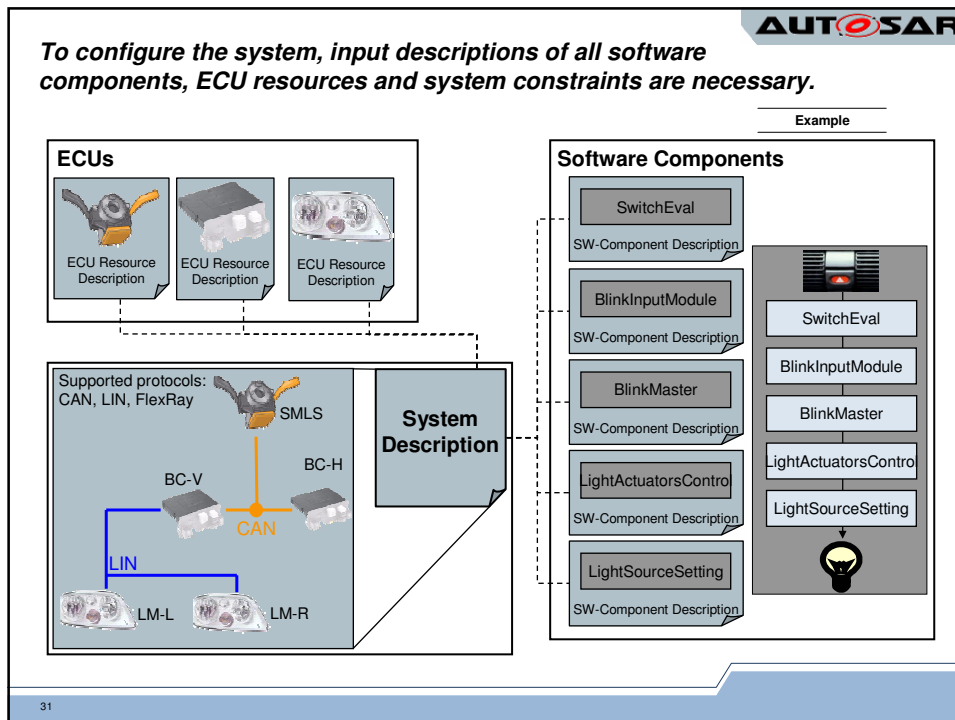 AUTOSAR
To configure the system, input descriptions of all software
components, ECU resources and system constraints are necessary.
Example
ECUs
ECU Resource
Description
ECU Resource
Description
ECU Resource
Description
Supported protocols:
CAN, LIN, FlexRay
SMLS
BC-V
BC-H
CAN
LIN
LM-L
LM-R
System
Description
Software Components
SwitchEval
SW-Component Description
BlinkInputModule
SW-Component Description
BlinkMaster
SW-Component Description
LightActuatorsControl
SW-Component Description
LightSourceSetting
SW-Component Description
SwitchEval
BlinkInputModule
BlinkMaster
LightActuatorsControl
LightSourceSetting
31